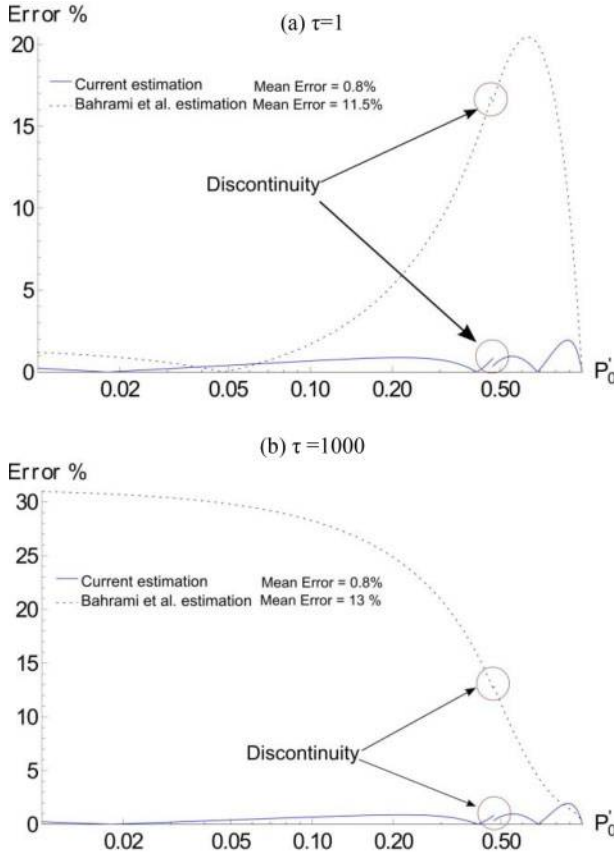 Error %
(a) τ=1
20
15
10
5
0
Current estimation Mean Error = 0.8%
Bahrami et al. estimation Mean Error = 11.5%
Discontinuity
0.02 0.05 0.10 0.20 0.50 P'0
(b) τ =1000
Error %
30
25
20
15
10
5
0
Current estimation Mean Error = 0.8%
Bahrami et al. estimation Mean Error = 13 %
Discontinuity
0.02 0.05 0.10 0.20 0.50 P'0